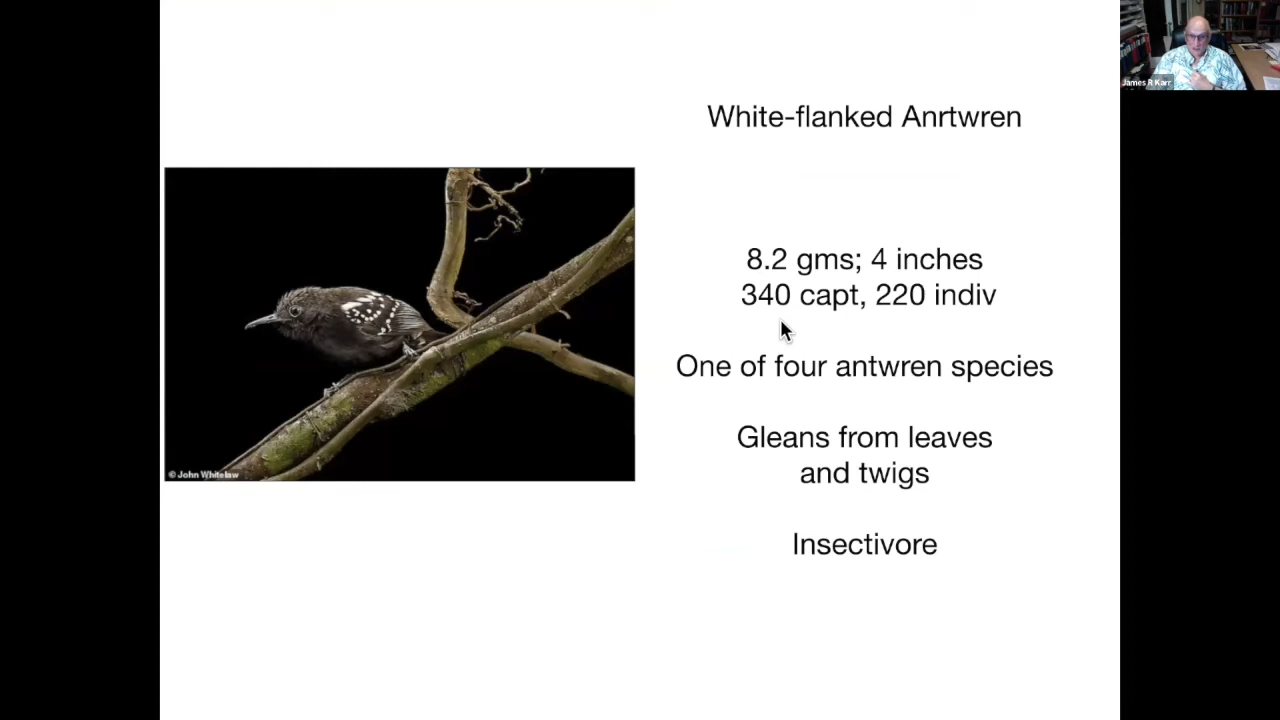 James R Karr
White-flanked Anrtwren
8.2 gms; 4 inches
340 capt, 220 indiv
One of four antwren species
Gleans from leaves
and twigs
Insectivore
© John Whitelaw